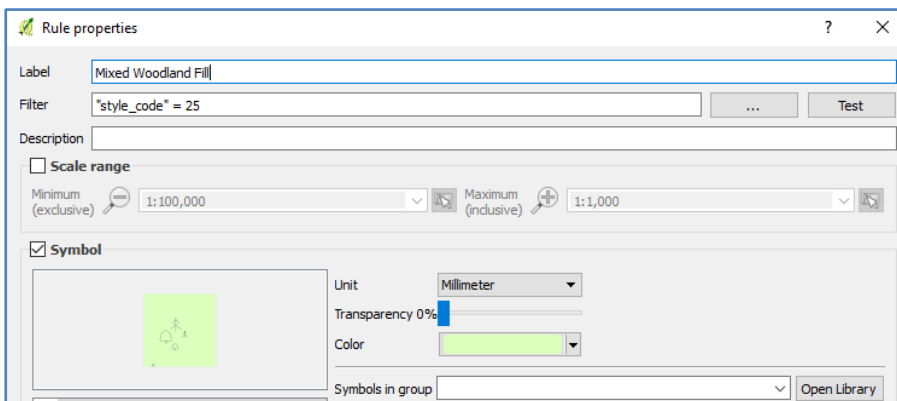 Rule properties ? ×
Label Mixed Woodland Fill
Filter "style_code" = 25 ... Test
Description
Scale range
Minimum (exclusive) 1:100,000 Maximum (inclusive) 1:1,000
Symbol
Unit Millimeter
Transparency 0%
Color
Symbols in group Open Library